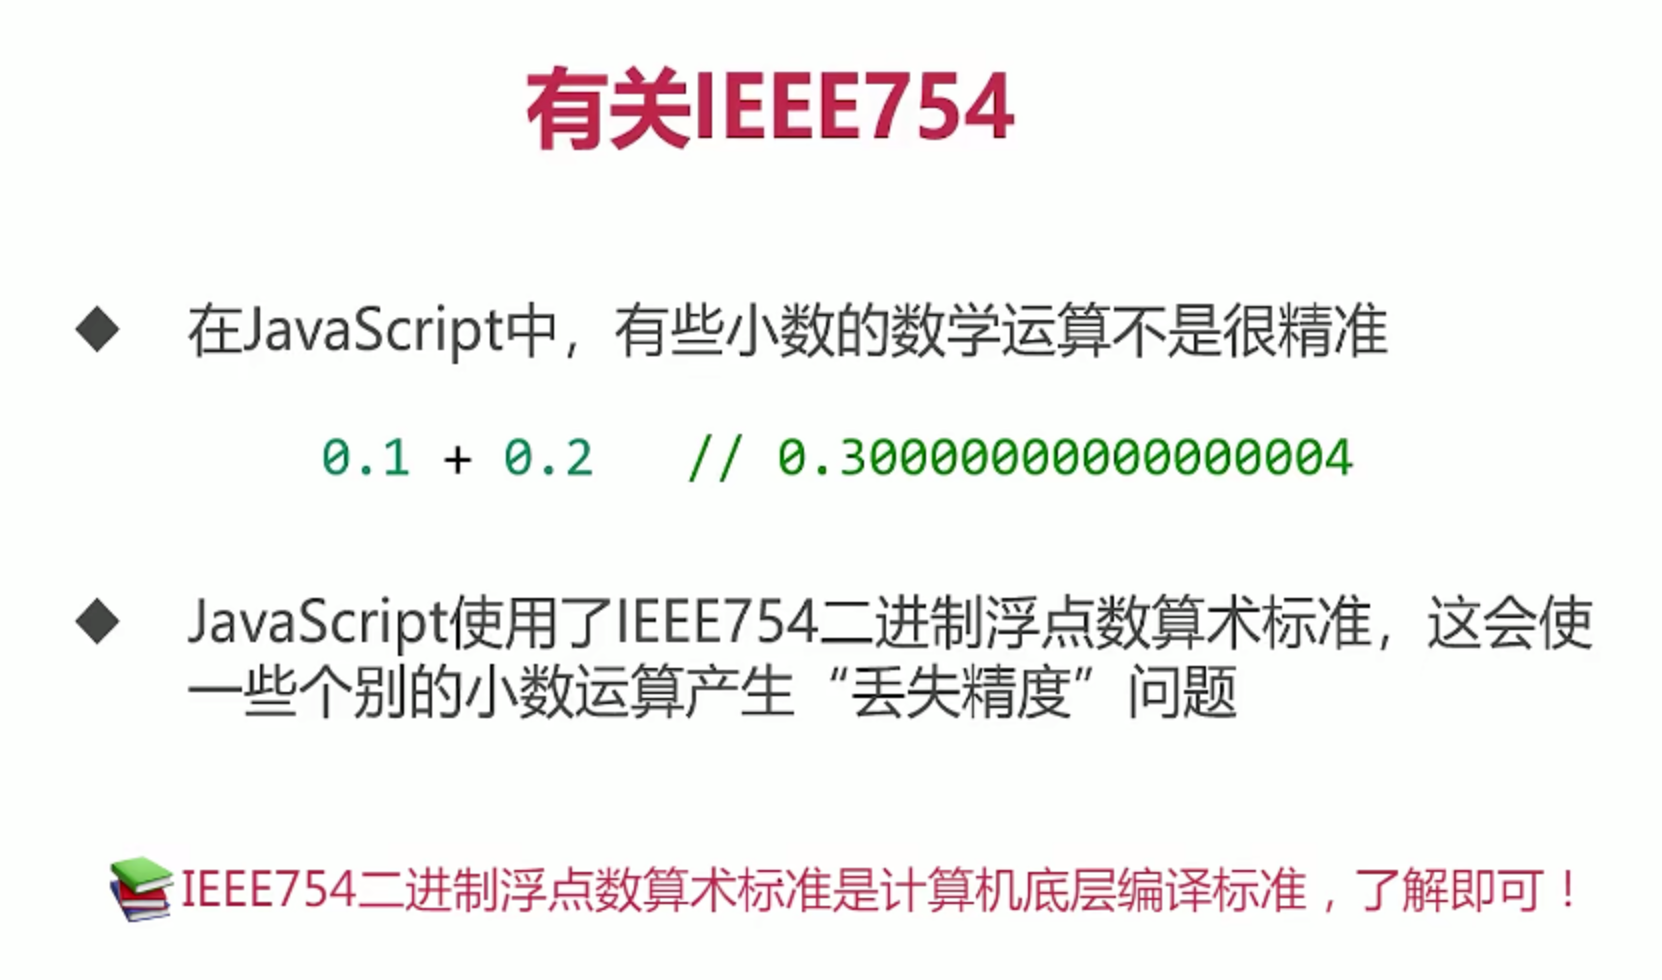 有关IEEE754
在JavaScript中，有些小数的数学运算不是很精准
0.1 + 0.2 // 0.30000000000000004
JavaScript使用了IEEE754二进制浮点数算术标准，这会使
一些个别的小数运算产生“丢失精度”问题
IEEE754二进制浮点数算术标准是计算机底层编译标准，了解即可！